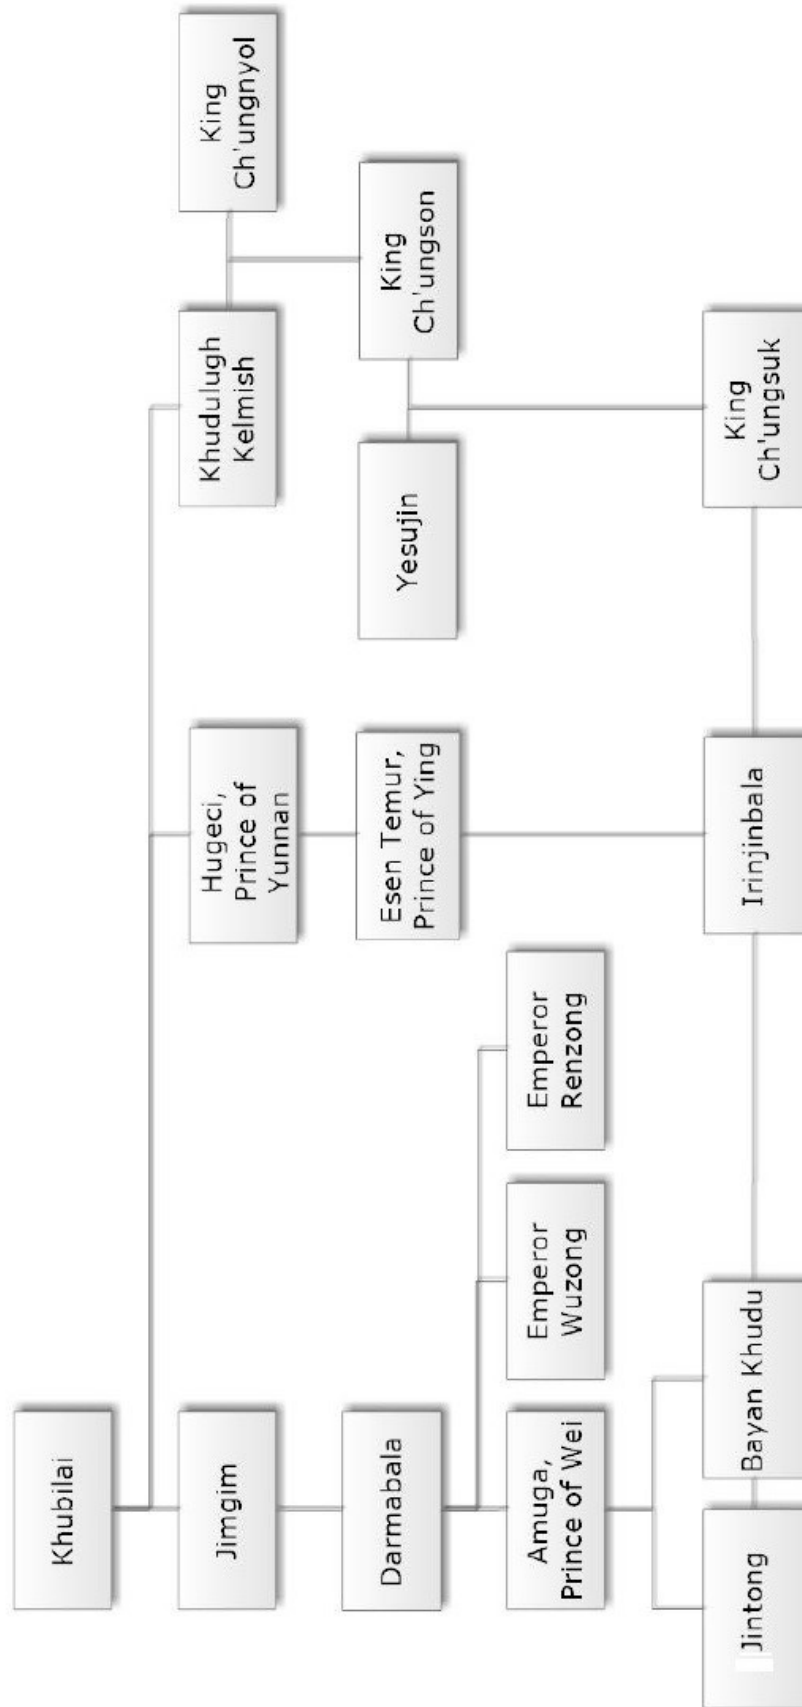 Khubilai
Jimgim
Hugeci,
Prince of
Yunnan
Khudulugh
Kelmish
King
Ch'ungnyol
Darmabala
Esen Temur,
Prince of Ying
Yesujin
King
Ch'ungson
Amuga,
Prince of Wei
Emperor
Wuzong
Emperor
Renzong
Jintong
Bayan Khudu
Irinjinbala
King
Ch'ungsuk